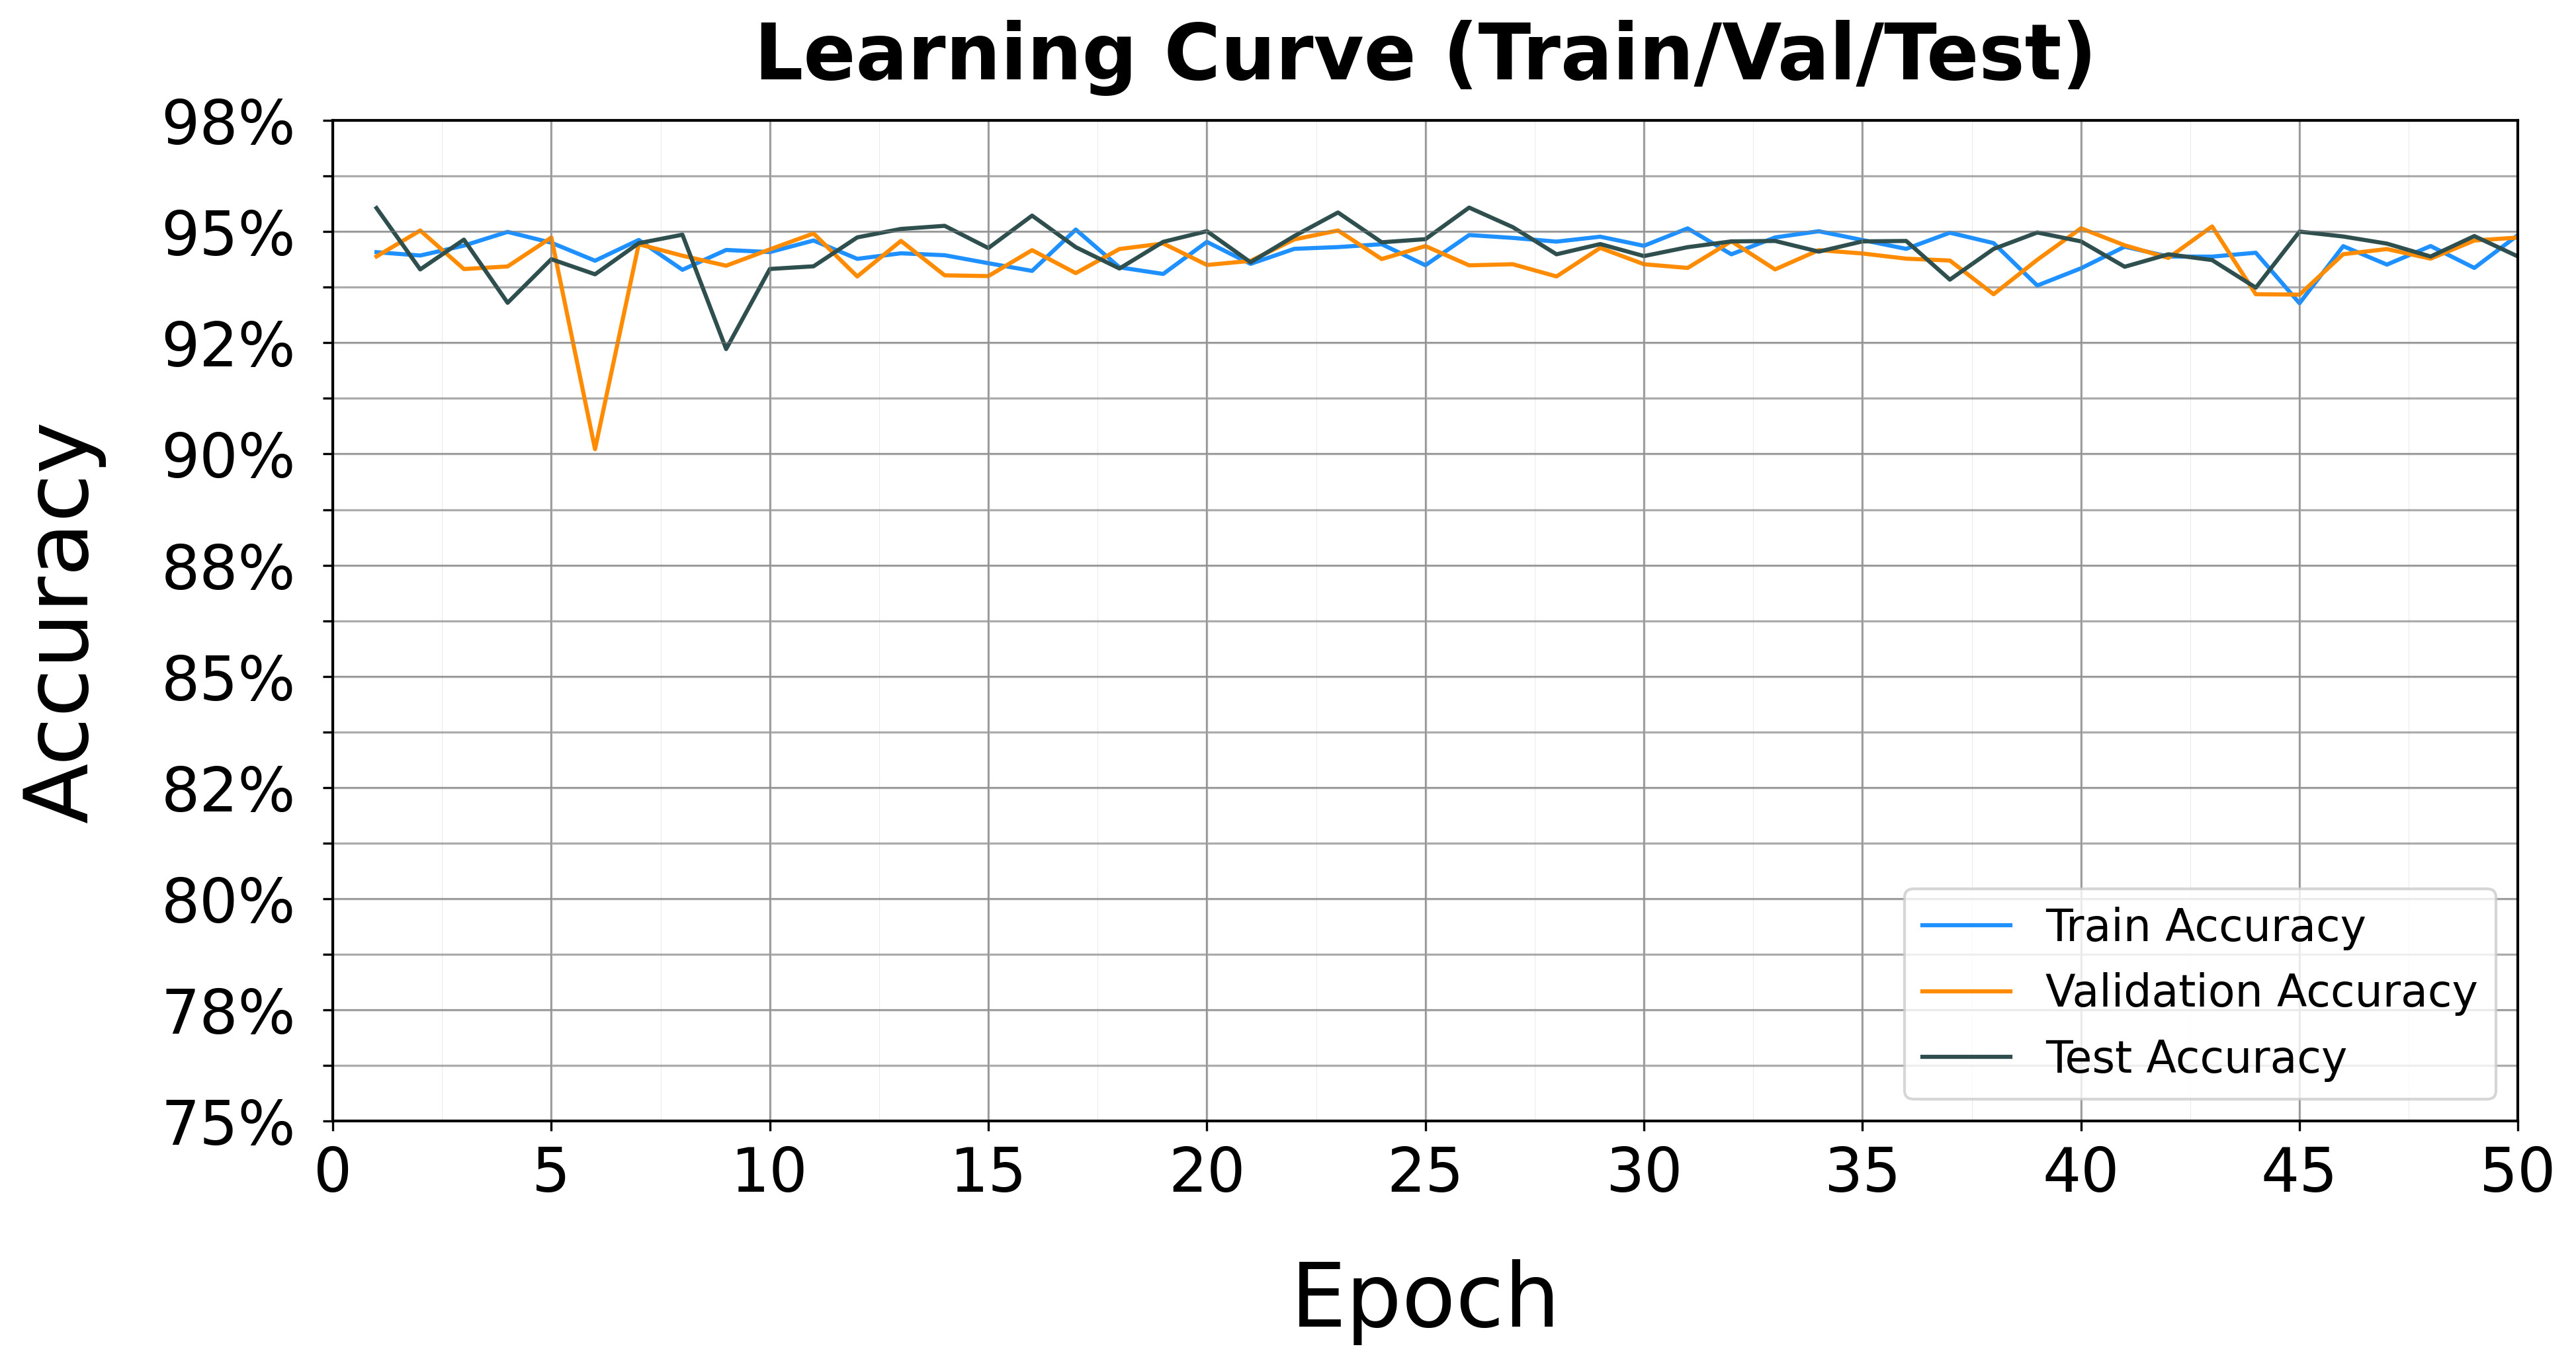 Learning Curve (Train/Val/Test)
98%
95%
92%
90%
88%
85%
82%
80%
78%
75%
Accuracy
0 5 10 15 20 25 30 35 40 45 50
Epoch
Train Accuracy
Validation Accuracy
Test Accuracy